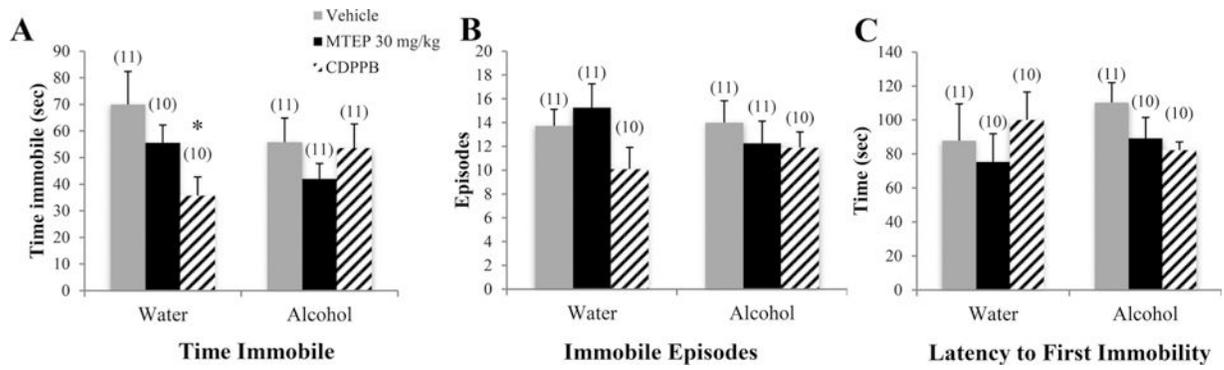 A
Vehicle
MTEP 30 mg/kg
CDPPB
Time immobile (sec)
90
80
70
60
50
40
30
20
10
0
(11)
(10)
*
(10)
(11)
(11)
(10)
Water
Alcohol
Time Immobile
B
Episodes
20
18
16
14
12
10
8
6
4
2
0
(11)
(11)
(10)
(11)
(11)
(10)
Water
Alcohol
Immobile Episodes
C
Time (sec)
140
120
100
80
60
40
20
0
(11)
(10)
(10)
(11)
(10)
(10)
Water
Alcohol
Latency to First Immobility